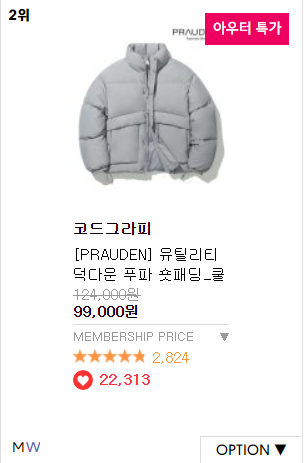 2위
아우터 특가
PRAUDEN
코드그라피
[PRAUDEN] 유틸리티
덕다운 푸파 숏패딩_쿨
124,000원
99,000원
MEMBERSHIP PRICE ▼
★★★★★ 2,824
22,313
MW
OPTION ▼